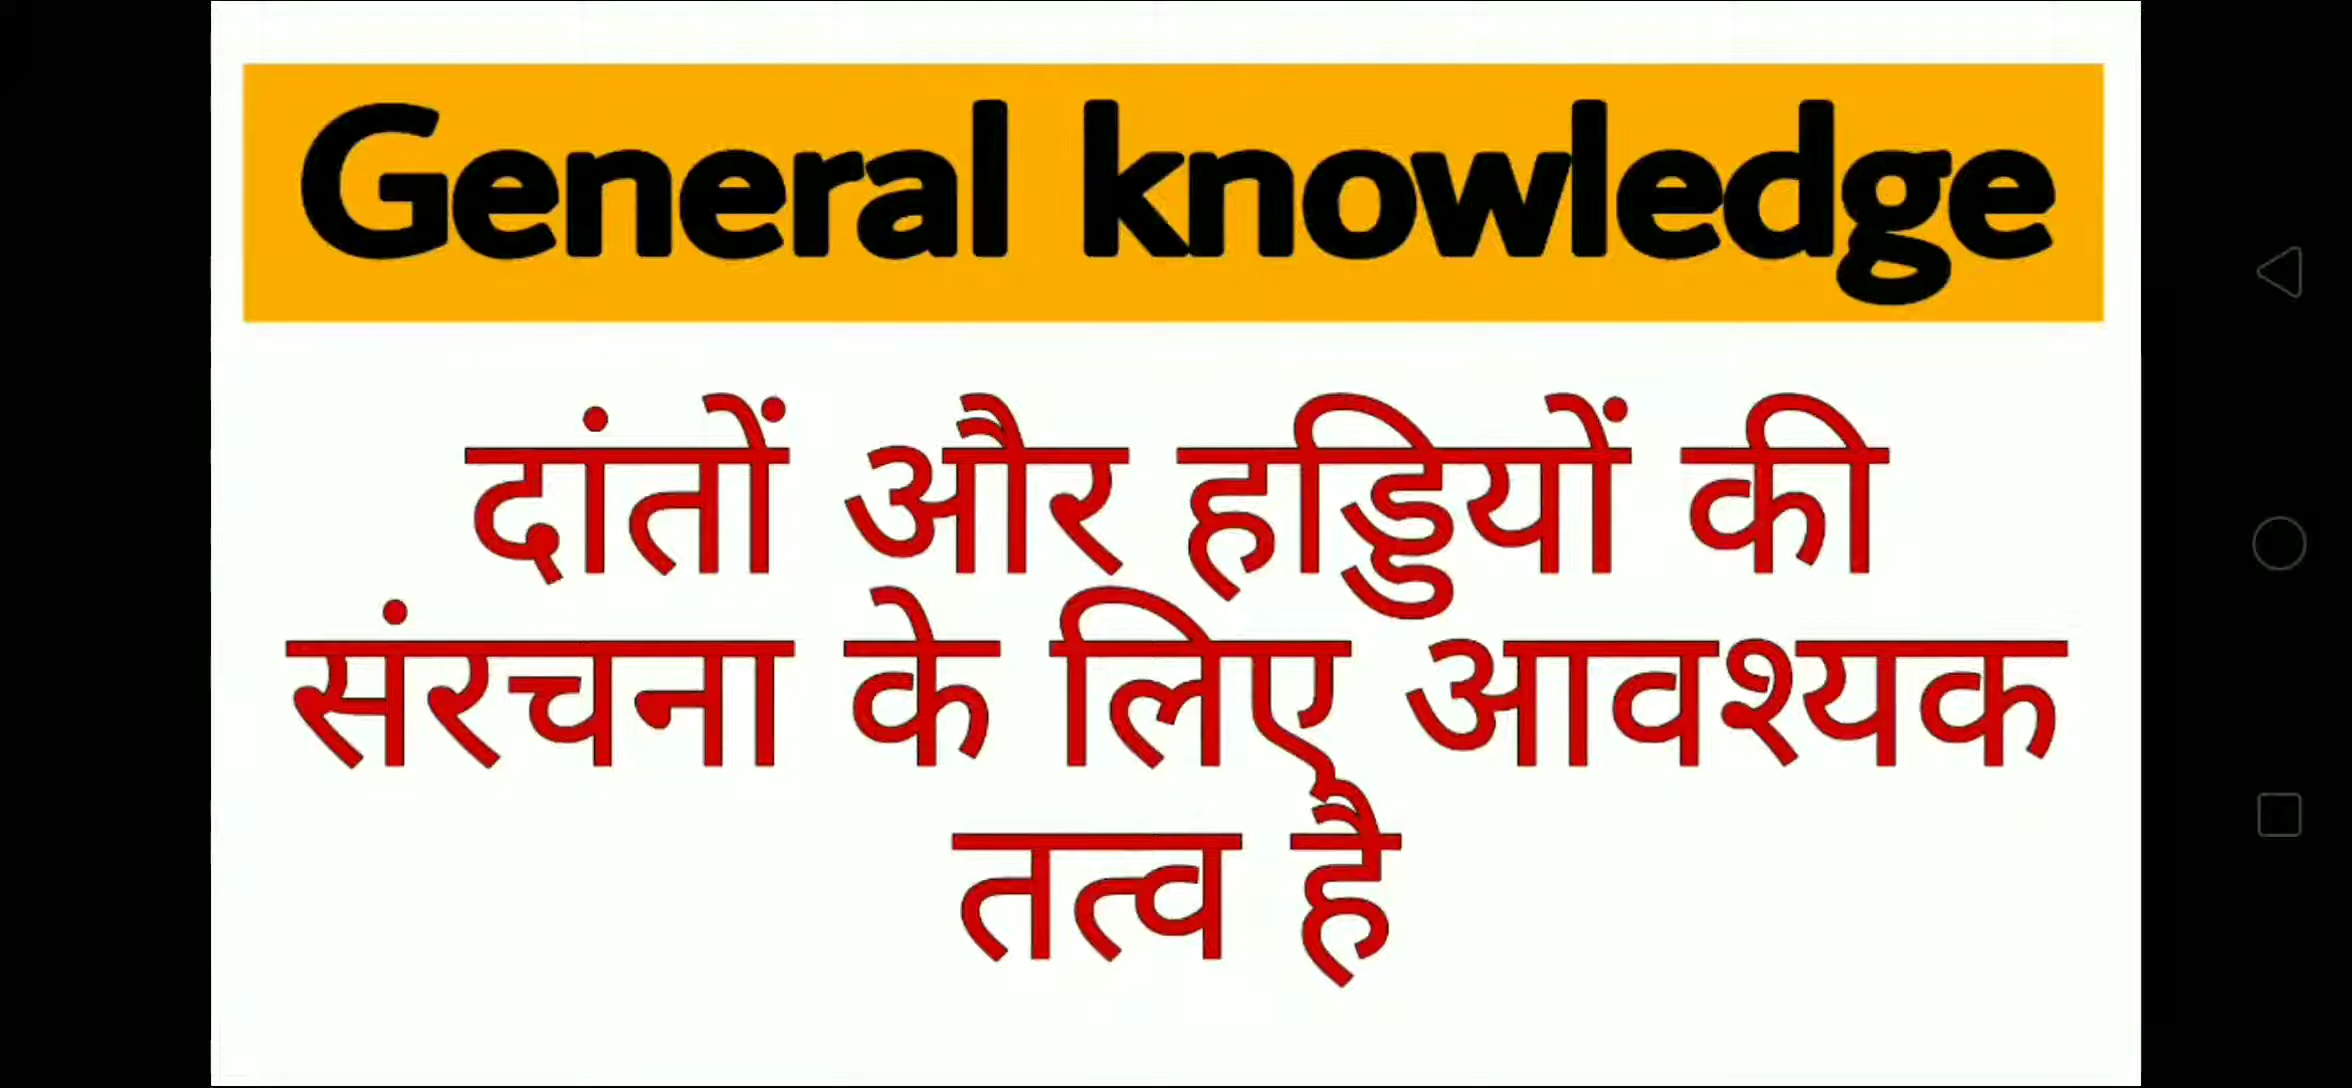 General knowledge
दांतों और हड्डियों की
संरचना के लिए आवश्यक
तत्व है